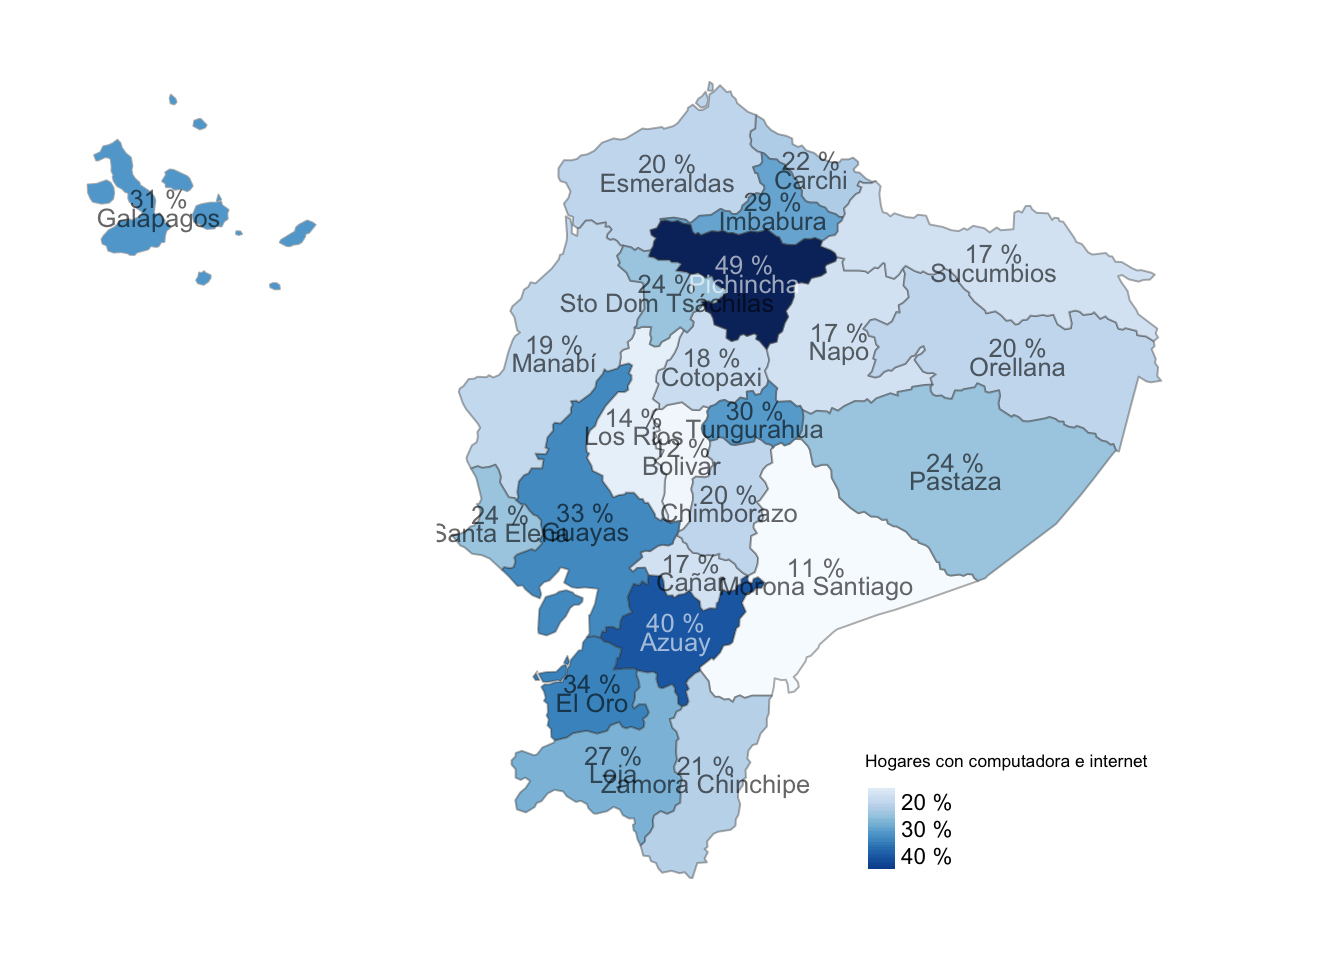 20 %
Esmeraldas
22 %
Carchi
31 %
Galápagos
29 %
Imbabura
49 %
Pichincha
17 %
Sucumbios
24 %
Sto Dom Tsáchilas
19 %
Manabí
18 %
Cotopaxi
17 %
Napo
20 %
Orellana
14 %
Los Rios
30 %
Tungurahua
12 %
Bolivar
24 %
Pastaza
20 %
Chimborazo
24 %
Santa Elena
33 %
Guayas
17 %
Cañar
11 %
Morona Santiago
40 %
Azuay
34 %
El Oro
27 %
Loja
21 %
Zamora Chinchipe
Hogares con computadora e internet
20 %
30 %
40 %